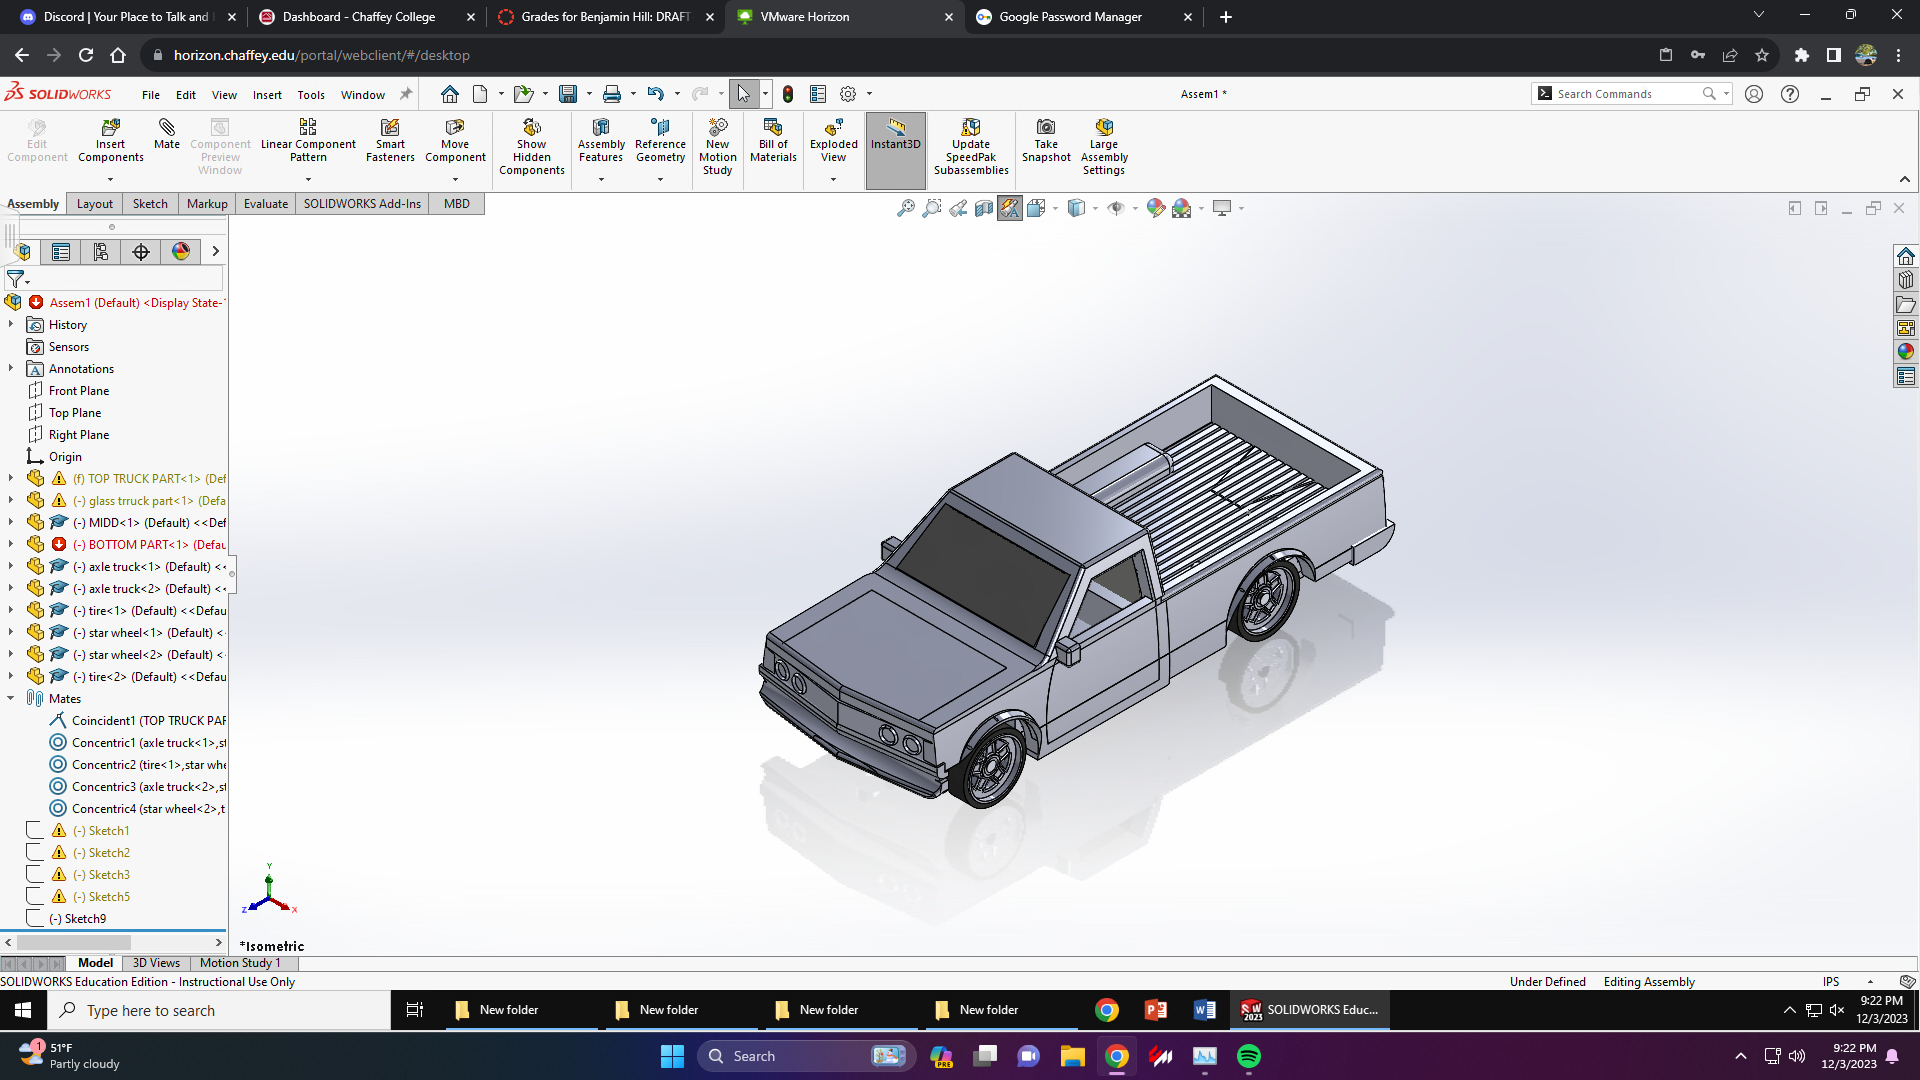 Discord | Your Place to Talk and
Dashboard - Chaffey College
Grades for Benjamin Hill: DRAFT
VMware Horizon
Google Password Manager
horizon.chaffey.edu/portal/webclient/#/desktop
SOLIDWORKS
File
Edit
View
Insert
Tools
Window
Assem1 *
Search Commands
Edit
Component
Insert
Components
Mate
Component
Preview
Window
Linear Component
Pattern
Smart
Fasteners
Move
Component
Show
Hidden
Components
Assembly
Features
Reference
Geometry
New
Motion
Study
Bill of
Materials
Exploded
View
Instant3D
Update
SpeedPak
Subassemblies
Take
Snapshot
Large
Assembly
Settings
Assembly
Layout
Sketch
Markup
Evaluate
SOLIDWORKS Add-Ins
MBD
Assem1 (Default) <Display State-
History
Sensors
Annotations
Front Plane
Top Plane
Right Plane
Origin
(f) TOP TRUCK PART<1> (Def
(-) glass trruck part<1> (Defa
(-) MIDD<1> (Default) <<Def
(-) BOTTOM PART<1> (Defau
(-) axle truck<1> (Default) <<
(-) axle truck<2> (Default) <<
(-) tire<1> (Default) <<Defau
(-) star wheel<1> (Default) <
(-) star wheel<2> (Default) <
(-) tire<2> (Default) <<Defau
Mates
Coincident1 (TOP TRUCK PAR
Concentric1 (axle truck<1>,st
Concentric2 (tire<1>,star whe
Concentric3 (axle truck<2>,st
Concentric4 (star wheel<2>,t
(-) Sketch1
(-) Sketch2
(-) Sketch3
(-) Sketch5
(-) Sketch9
Y
Z
X
*Isometric
Model
3D Views
Motion Study 1
SOLIDWORKS Education Edition - Instructional Use Only
Under Defined
Editing Assembly
IPS
Type here to search
New folder
New folder
New folder
New folder
SOLIDWORKS Educ...
9:22 PM
12/3/2023
1
51°F
Partly cloudy
Search
PRE
9:22 PM
12/3/2023